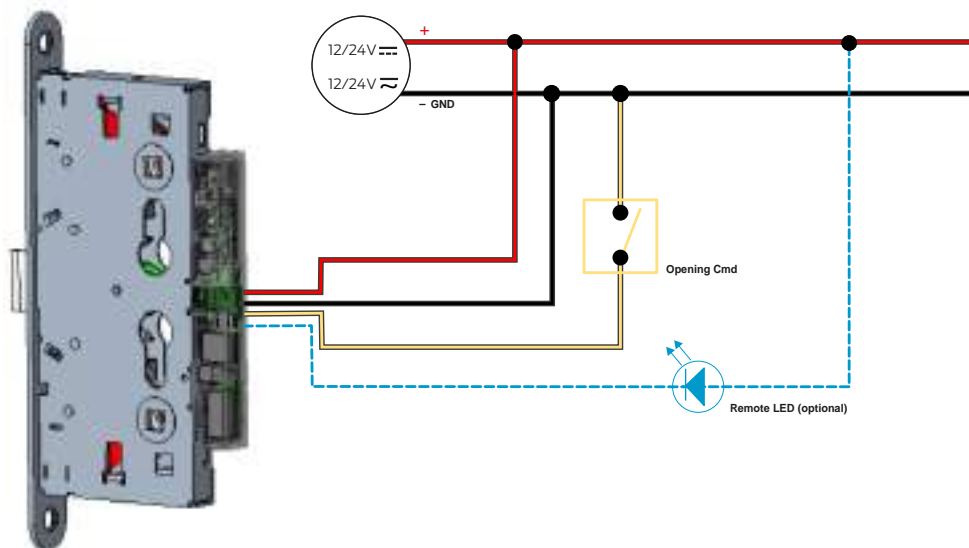 +
12/24V ⎓
12/24V ⏦
– GND
Opening Cmd
Remote LED (optional)